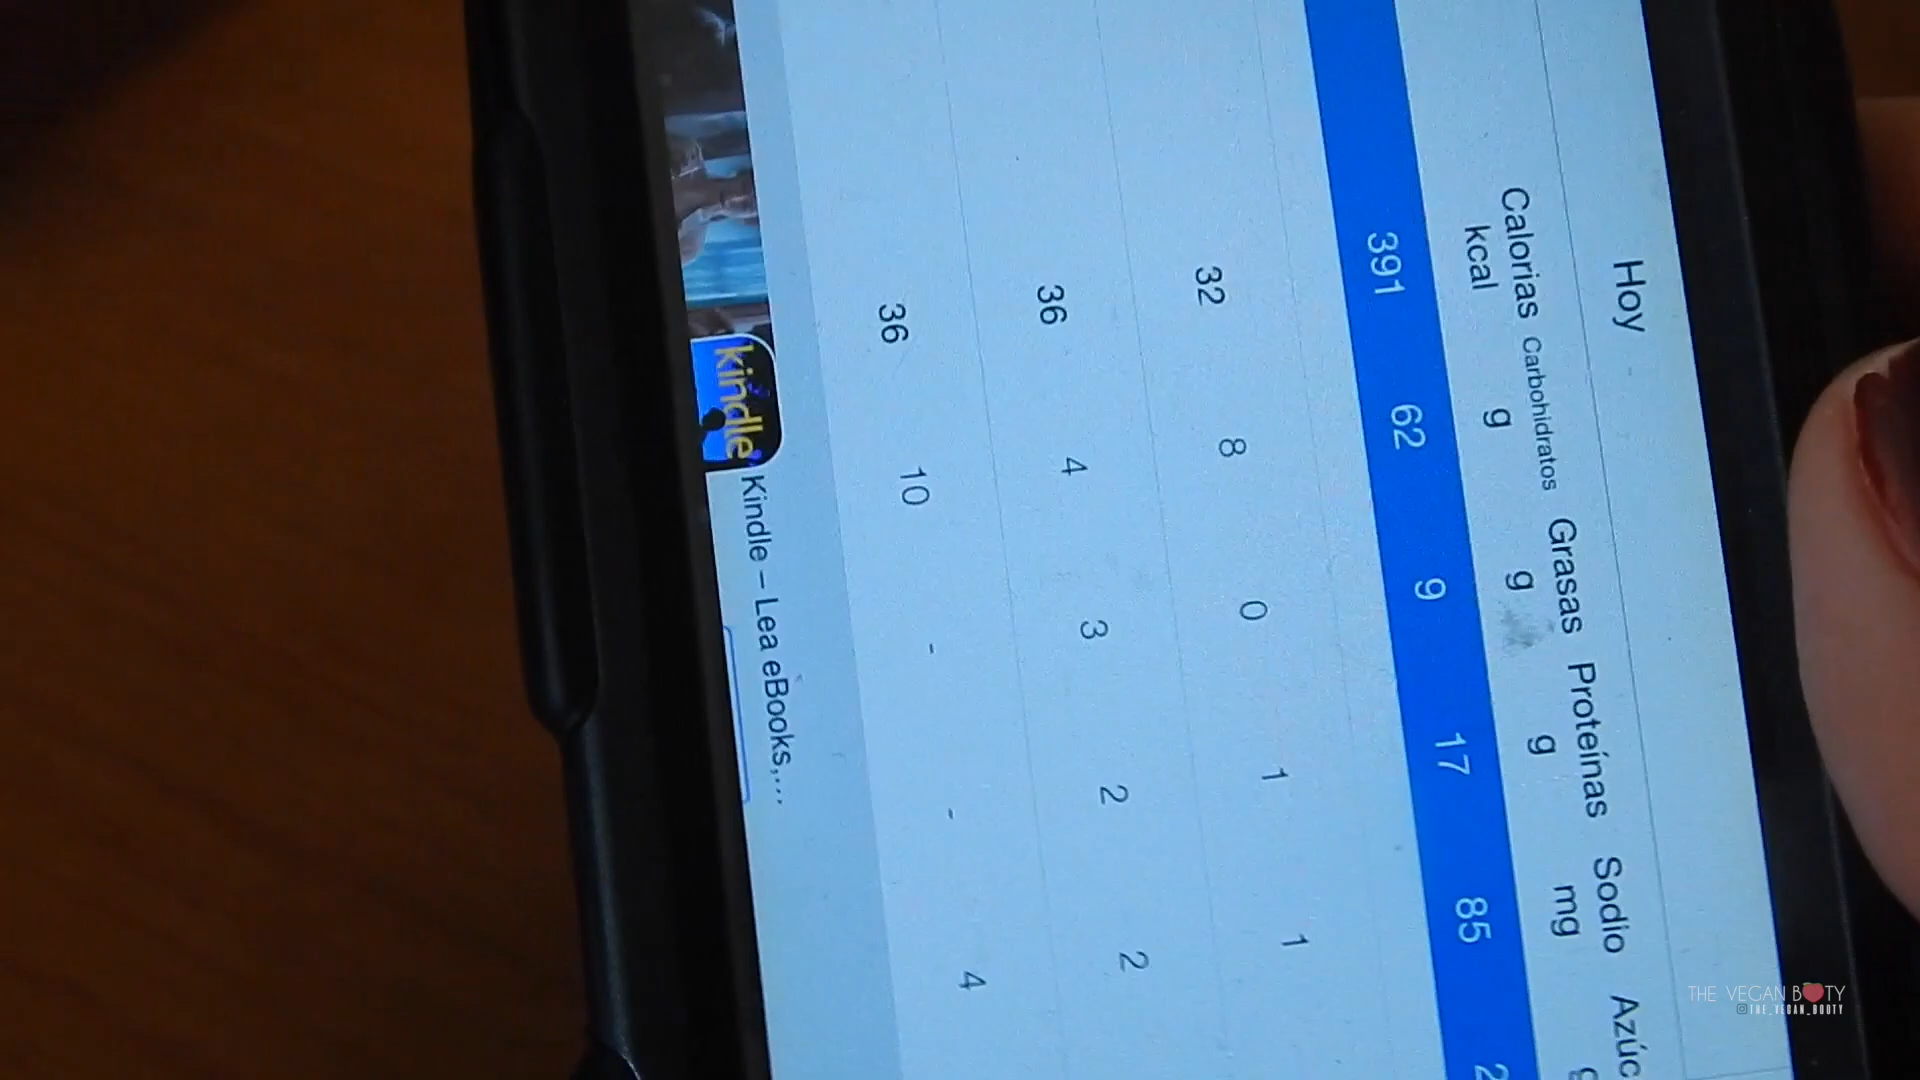 Hoy
Calorias Carbohidratos Grasas Proteínas Sodio
kcal g g g mg
391 62 9 17 85
32 8 0 1 1
36 4 3 2 2
36 10 - - 4
kindle
Kindle – Lea eBooks,...
THE VEGAN BOOTY
@THE_VEGAN_BOOTY